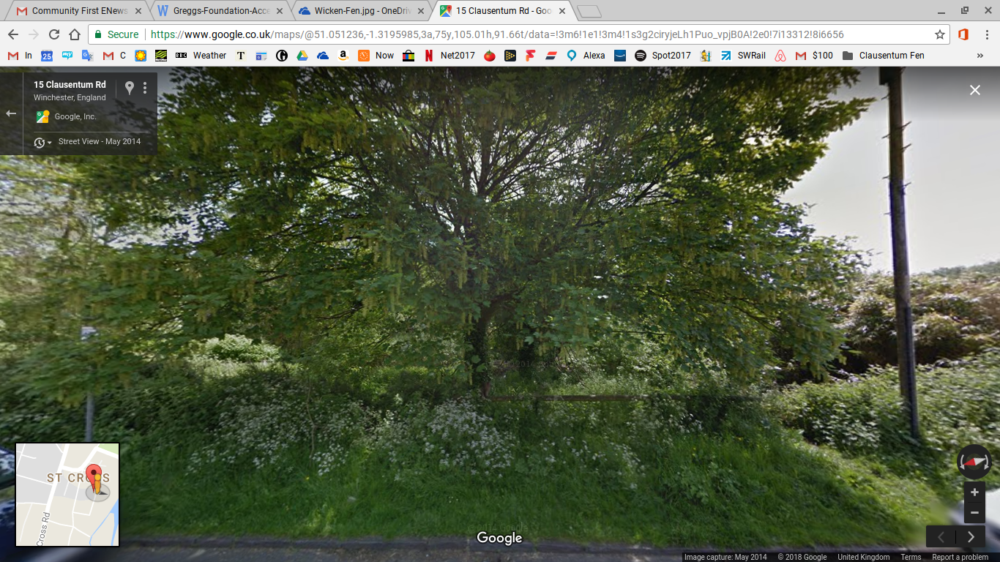 Community First ENews
Greggs-Foundation-Acce
Wicken-Fen.jpg - OneDriv
15 Clausentum Rd - Goo
Secure
https://www.google.co.uk/maps/@51.051236,-1.3195985,3a,75y,105.01h,91.66t/data=!3m6!1e1!3m4!1s3g2ciryjeLh1Puo_vpjB0A!2e0!7i13312!8i6656
In
25
my
C
BBC
Weather
T
a
Now
Net2017
Alexa
Spot2017
SWRail
$100
Clausentum Fen
15 Clausentum Rd
Winchester, England
Google, Inc.
Street View - May 2014
ST CROSS
Cross Rd
Google
Image capture: May 2014
© 2018 Google
United Kingdom
Terms
Report a problem